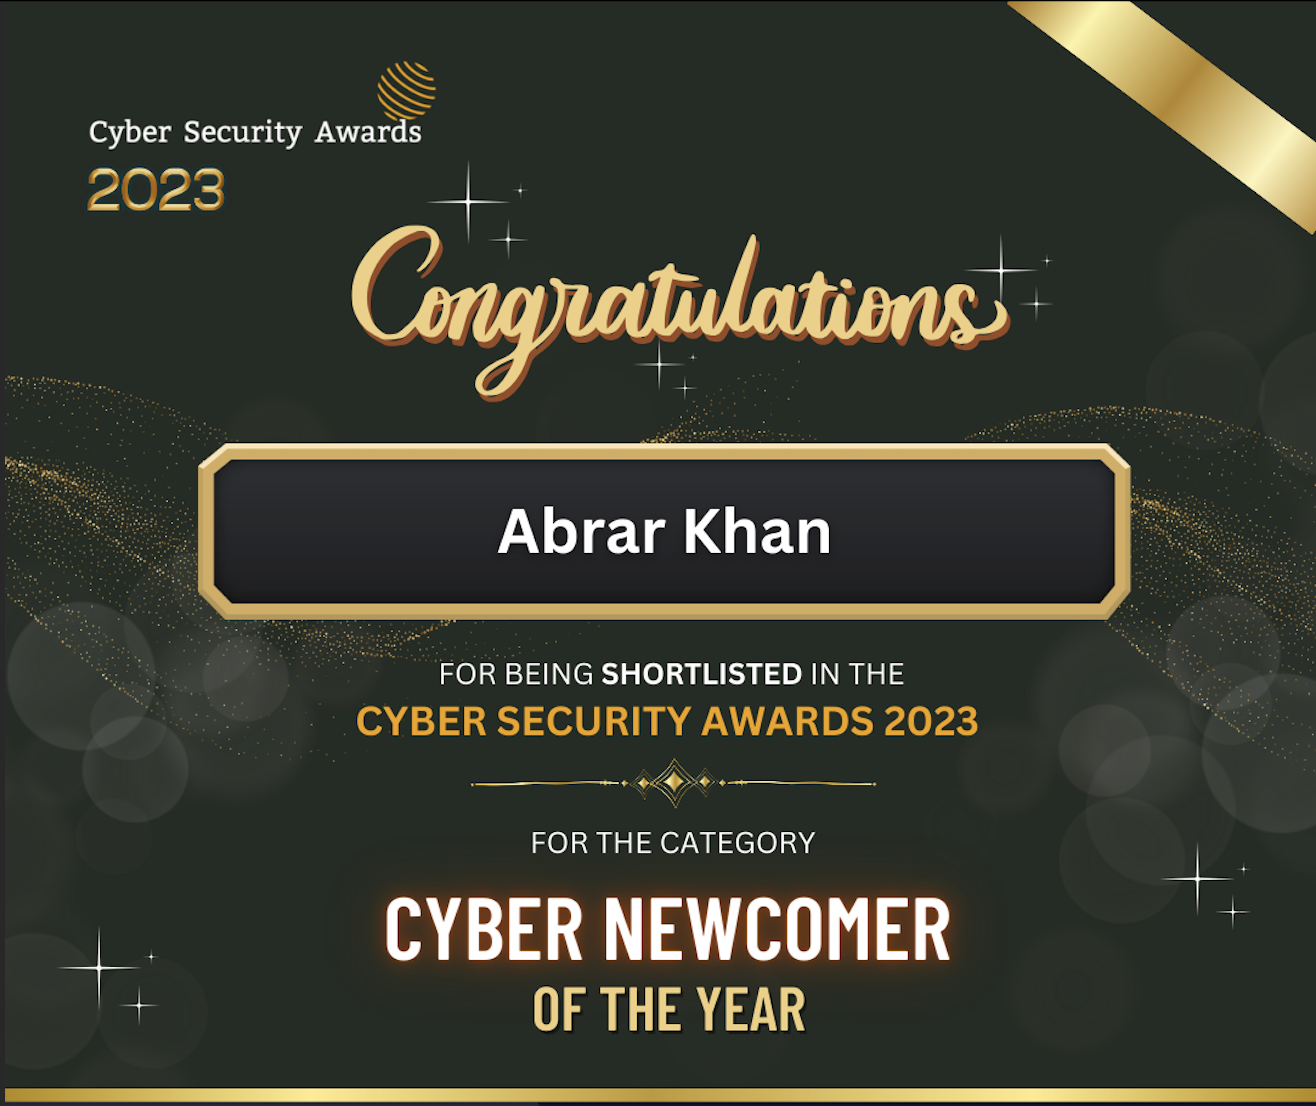 Cyber Security Awards
2023
Congratulations
Abrar Khan
FOR BEING SHORTLISTED IN THE
CYBER SECURITY AWARDS 2023
FOR THE CATEGORY
CYBER NEWCOMER
OF THE YEAR